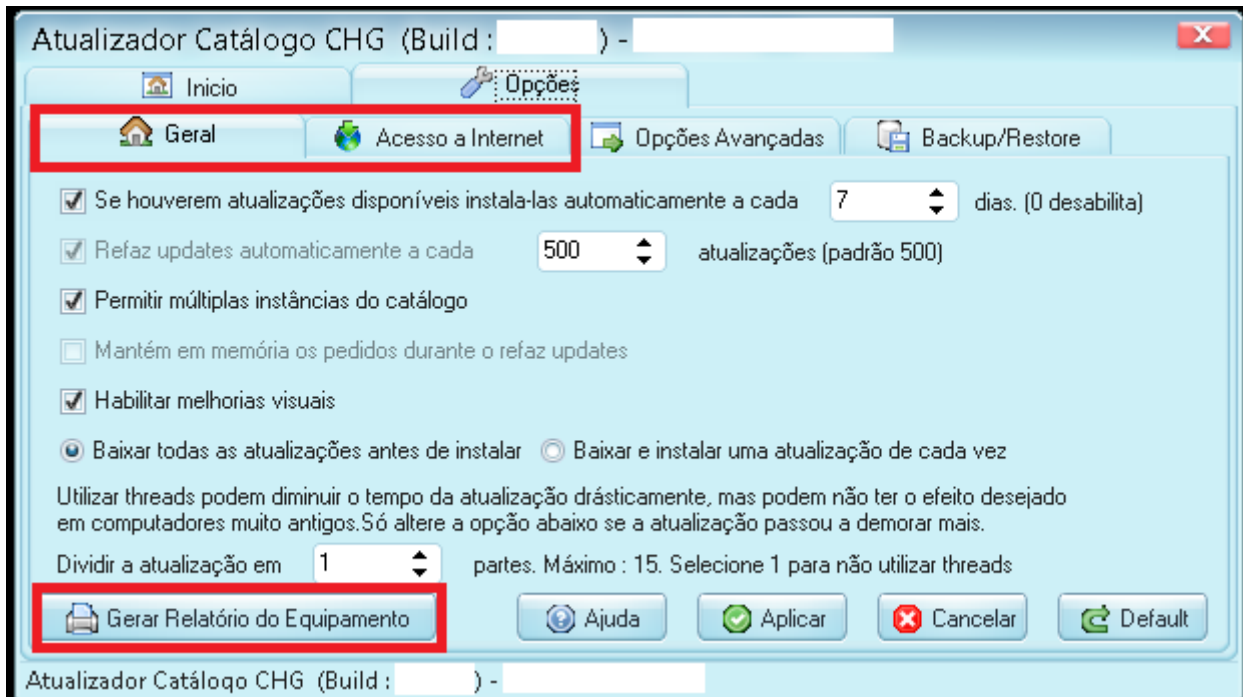 Atualizador Catálogo CHG (Build : ) -
Inicio Opções
Geral Acesso a Internet Opções Avançadas Backup/Restore
Se houverem atualizações disponíveis instala-las automaticamente a cada 7 dias. (0 desabilita)
Refaz updates automaticamente a cada 500 atualizações (padrão 500)
Permitir múltiplas instâncias do catálogo
Mantém em memória os pedidos durante o refaz updates
Habilitar melhorias visuais
Baixar todas as atualizações antes de instalar Baixar e instalar uma atualização de cada vez
Utilizar threads podem diminuir o tempo da atualização drásticamente, mas podem não ter o efeito desejado
em computadores muito antigos.Só altere a opção abaixo se a atualização passou a demorar mais.
Dividir a atualização em 1 partes. Máximo : 15. Selecione 1 para não utilizar threads
Gerar Relatório do Equipamento Ajuda Aplicar Cancelar Default
Atualizador Catálogo CHG (Build : ) -